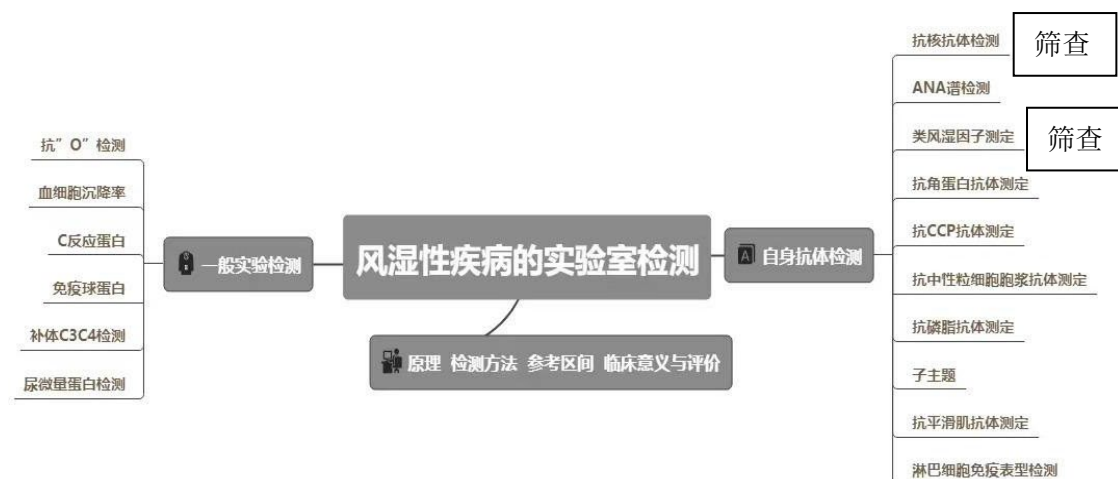 抗”O”检测
血细胞沉降率
C反应蛋白
免疫球蛋白
补体C3C4检测
尿微量蛋白检测
一般实验检测
风湿性疾病的实验室检测
原理 检测方法 参考区间 临床意义与评价
自身抗体检测
抗核抗体检测
筛查
ANA谱检测
类风湿因子测定
筛查
抗角蛋白抗体测定
抗CCP抗体测定
抗中性粒细胞胞浆抗体测定
抗磷脂抗体测定
子主题
抗平滑肌抗体测定
淋巴细胞免疫表型检测